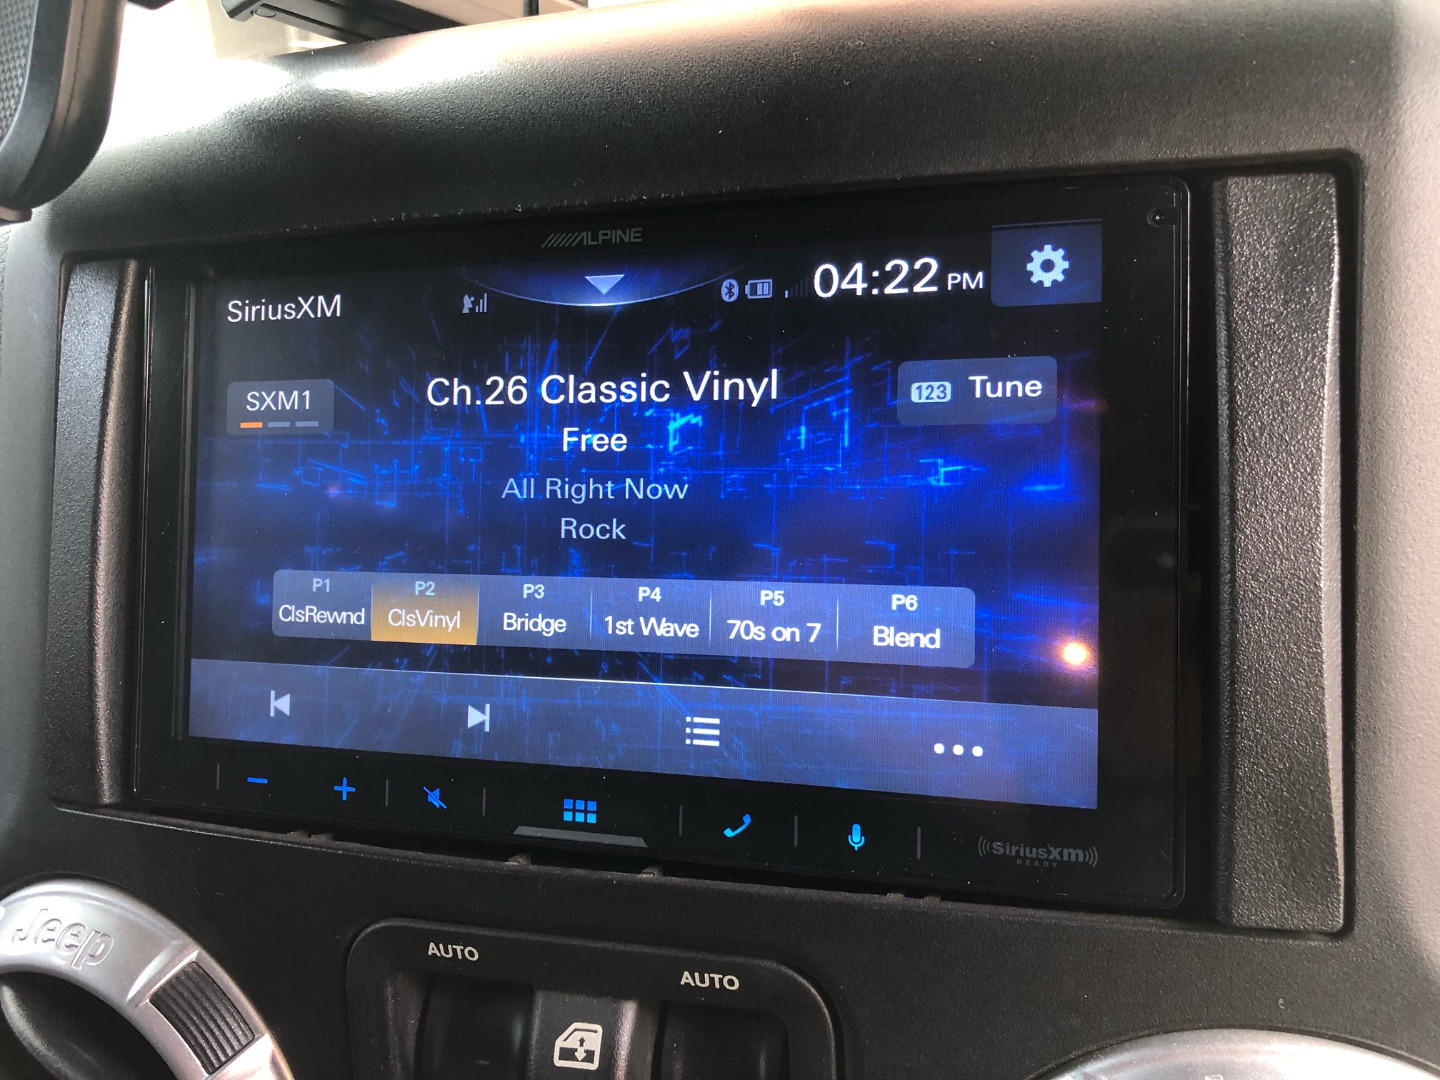 ALPINE
SiriusXM
04:22 PM
SXM1
Ch.26 Classic Vinyl
123 Tune
Free
All Right Now
Rock
P1 P2 P3 P4 P5 P6
ClsRewnd ClsVinyl Bridge 1st Wave 70s on 7 Blend
((SiriusXM))
READY
Jeep
AUTO AUTO